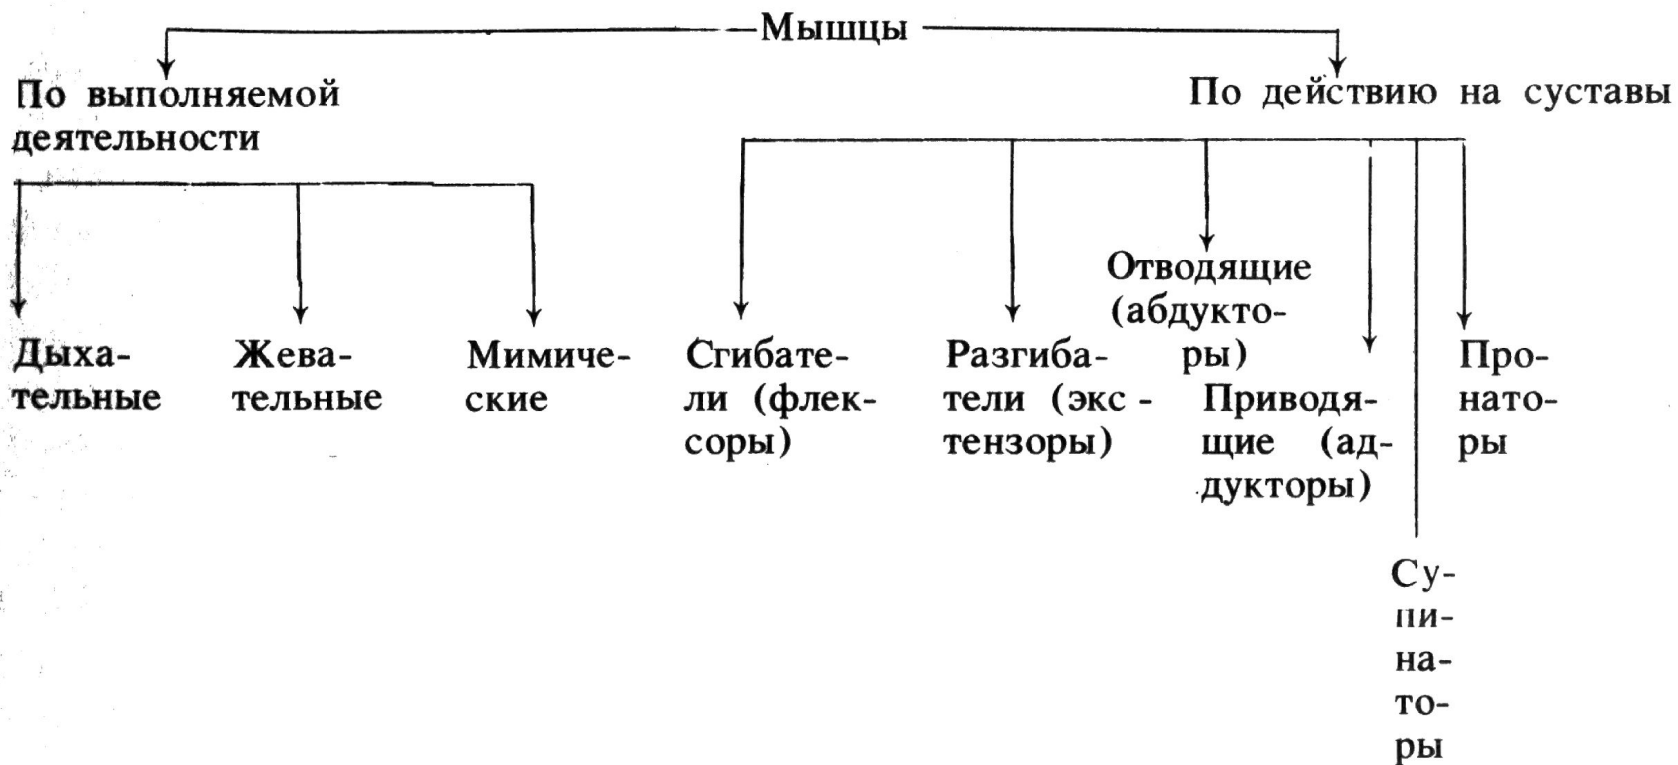 Мышцы
По выполняемой
деятельности
По действию на суставы
Дыха-
тельные
Жева-
тельные
Мимиче-
ские
Сгибате-
ли (флек-
соры)
Разгиба-
тели (экс -
тензоры)
Отводящие
(абдукто-
ры)
Приводя-
щие (ад-
дукторы)
Су-
пи-
на-
то-
ры
Про-
нато-
ры